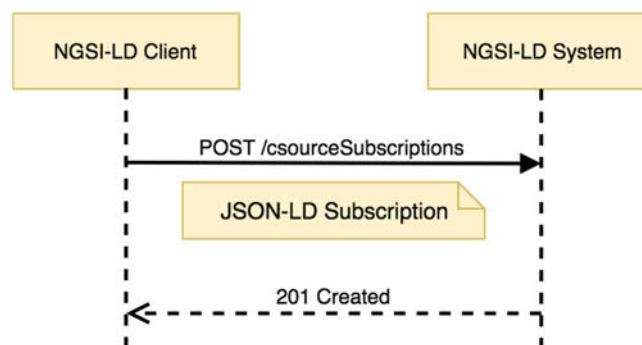 NGSI-LD Client
NGSI-LD System
POST /csourceSubscriptions
JSON-LD Subscription
201 Created